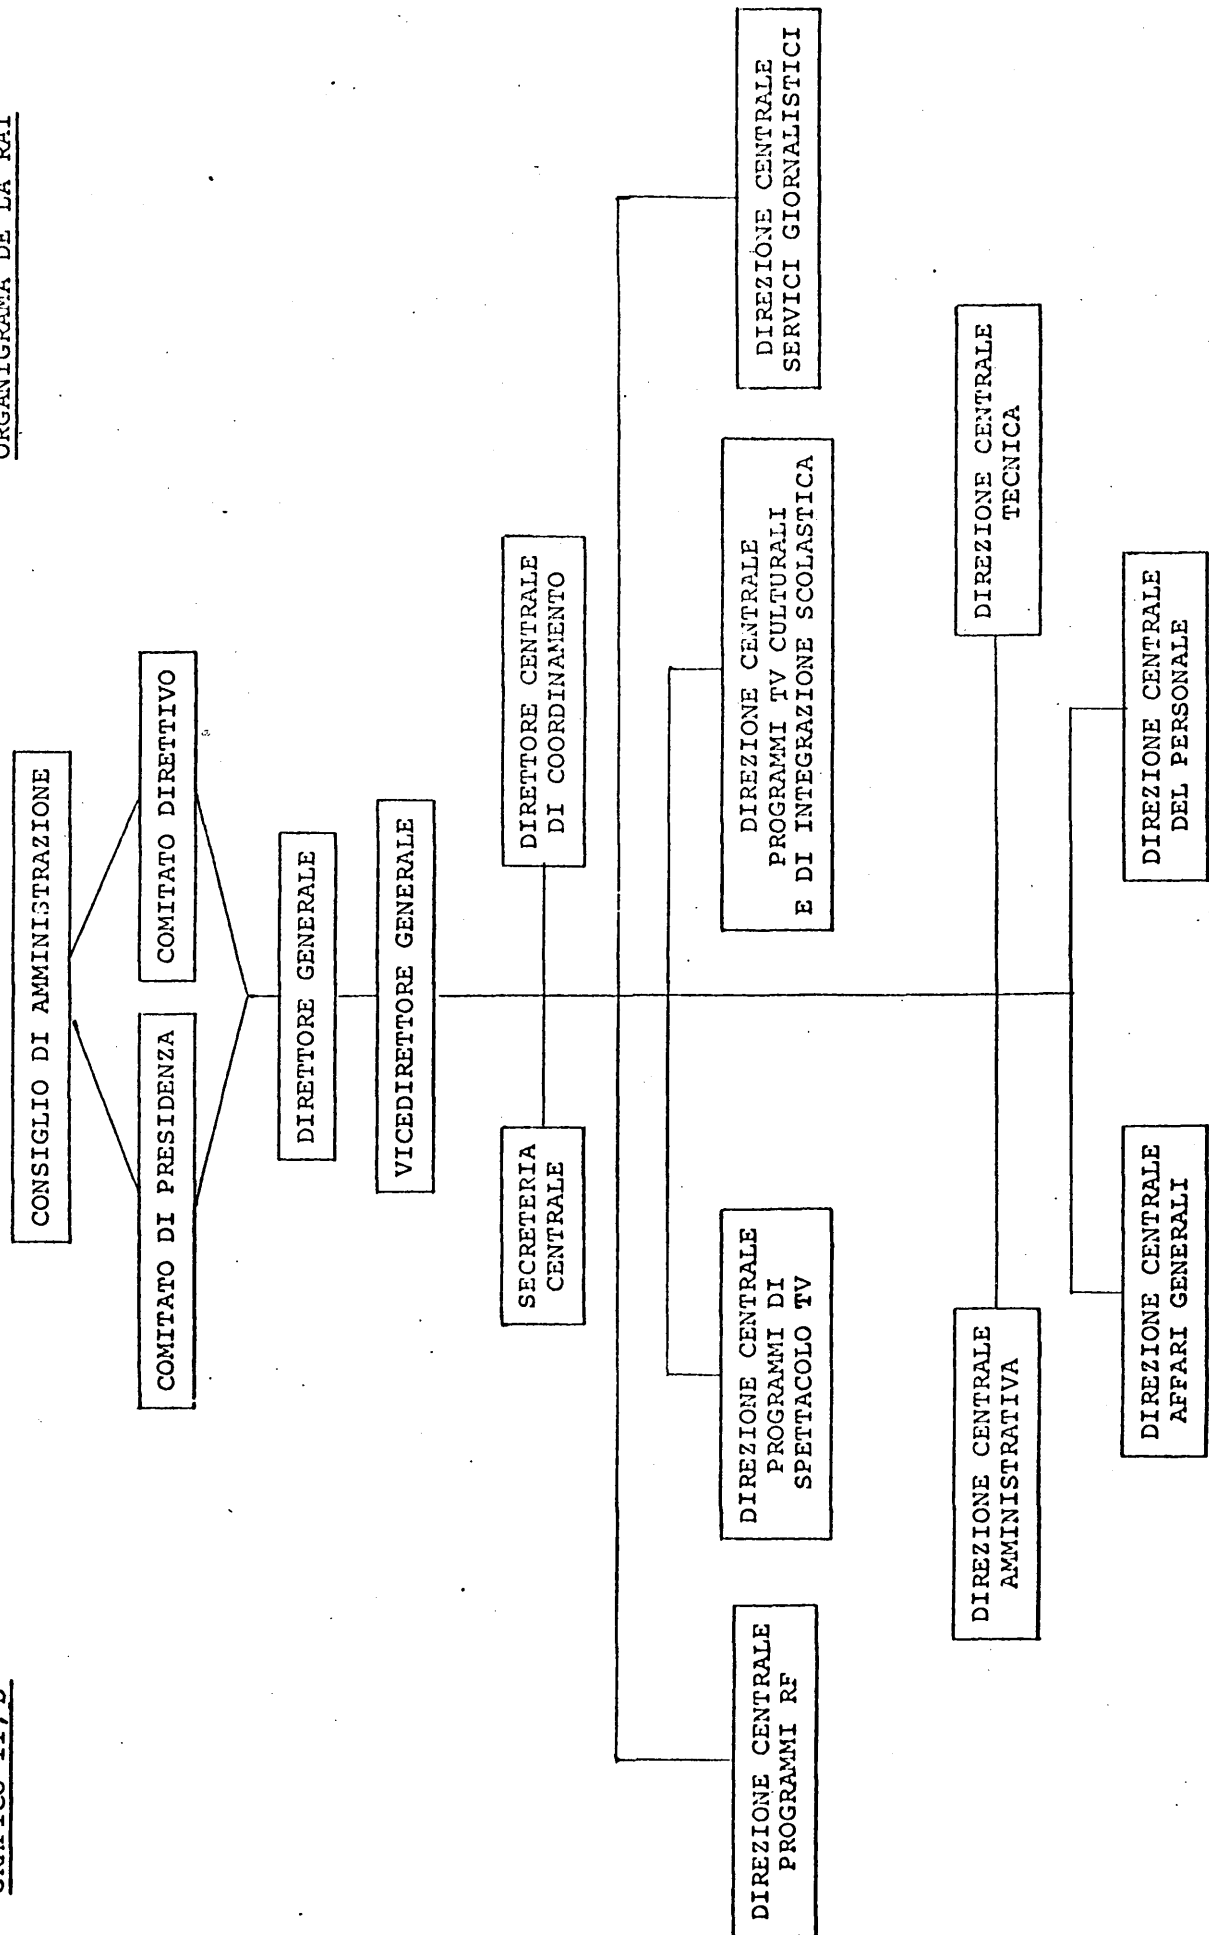 ORGANIGRAMA DE LA RAI
CONSIGLIO DI AMMINISTRAZIONE
COMITATO DI PRESIDENZA
COMITATO DIRETTIVO
DIRETTORE GENERALE
VICEDIRETTORE GENERALE
SECRETERIA
CENTRALE
DIRETTORE CENTRALE
DI COORDINAMENTO
DIREZIONE CENTRALE
PROGRAMMI RF
DIREZIONE CENTRALE
PROGRAMMI DI
SPETTACOLO TV
DIREZIONE CENTRALE
PROGRAMMI TV CULTURALI
E DI INTEGRAZIONE SCOLASTICA
DIREZIONE CENTRALE
SERVICI GIORNALISTICI
DIREZIONE CENTRALE
AMMINISTRATIVA
DIREZIONE CENTRALE
TECNICA
DIREZIONE CENTRALE
AFFARI GENERALI
DIREZIONE CENTRALE
DEL PERSONALE